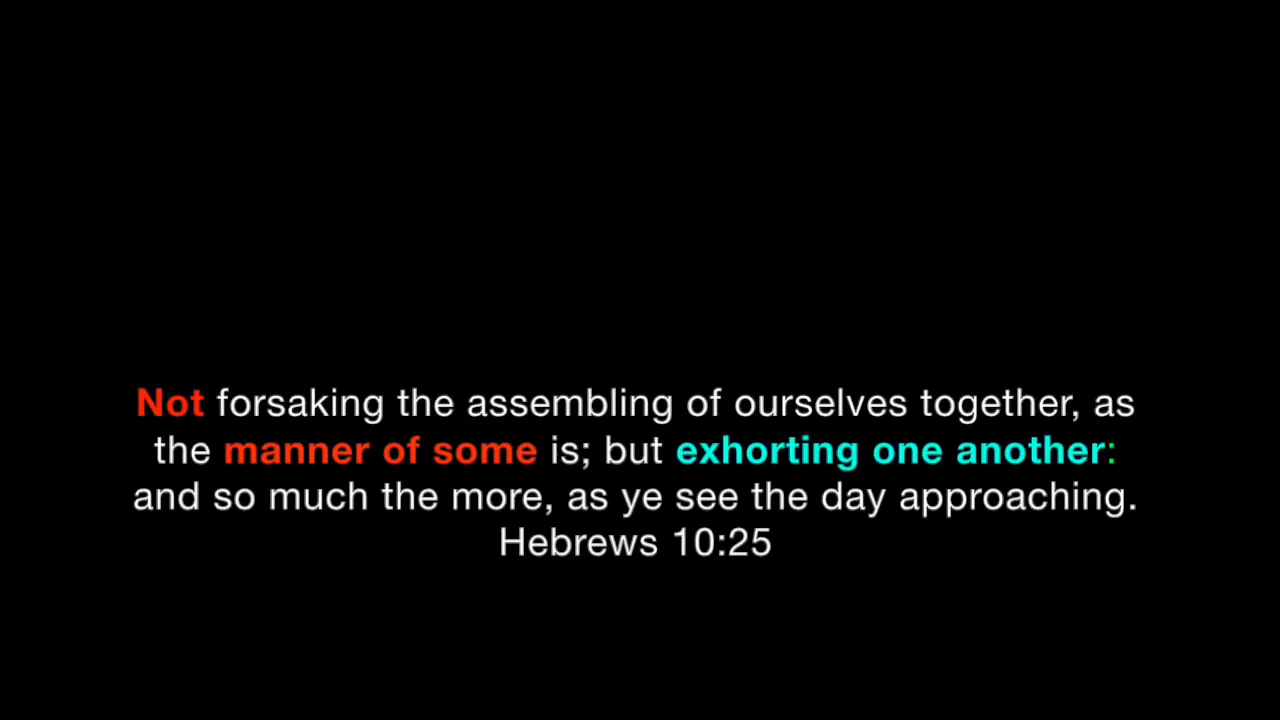 Not forsaking the assembling of ourselves together, as
the manner of some is; but exhorting one another:
and so much the more, as ye see the day approaching.
Hebrews 10:25